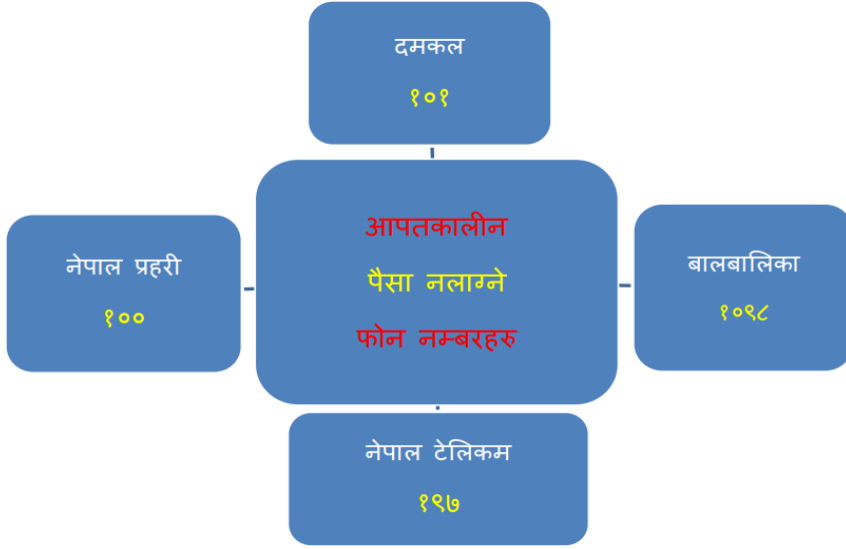 दमकल
१०१
आपतकालीन
पैसा नलाग्ने
फोन नम्बरहरु
नेपाल प्रहरी
१००
बालबालिका
१०९८
नेपाल टेलिकम
१९७